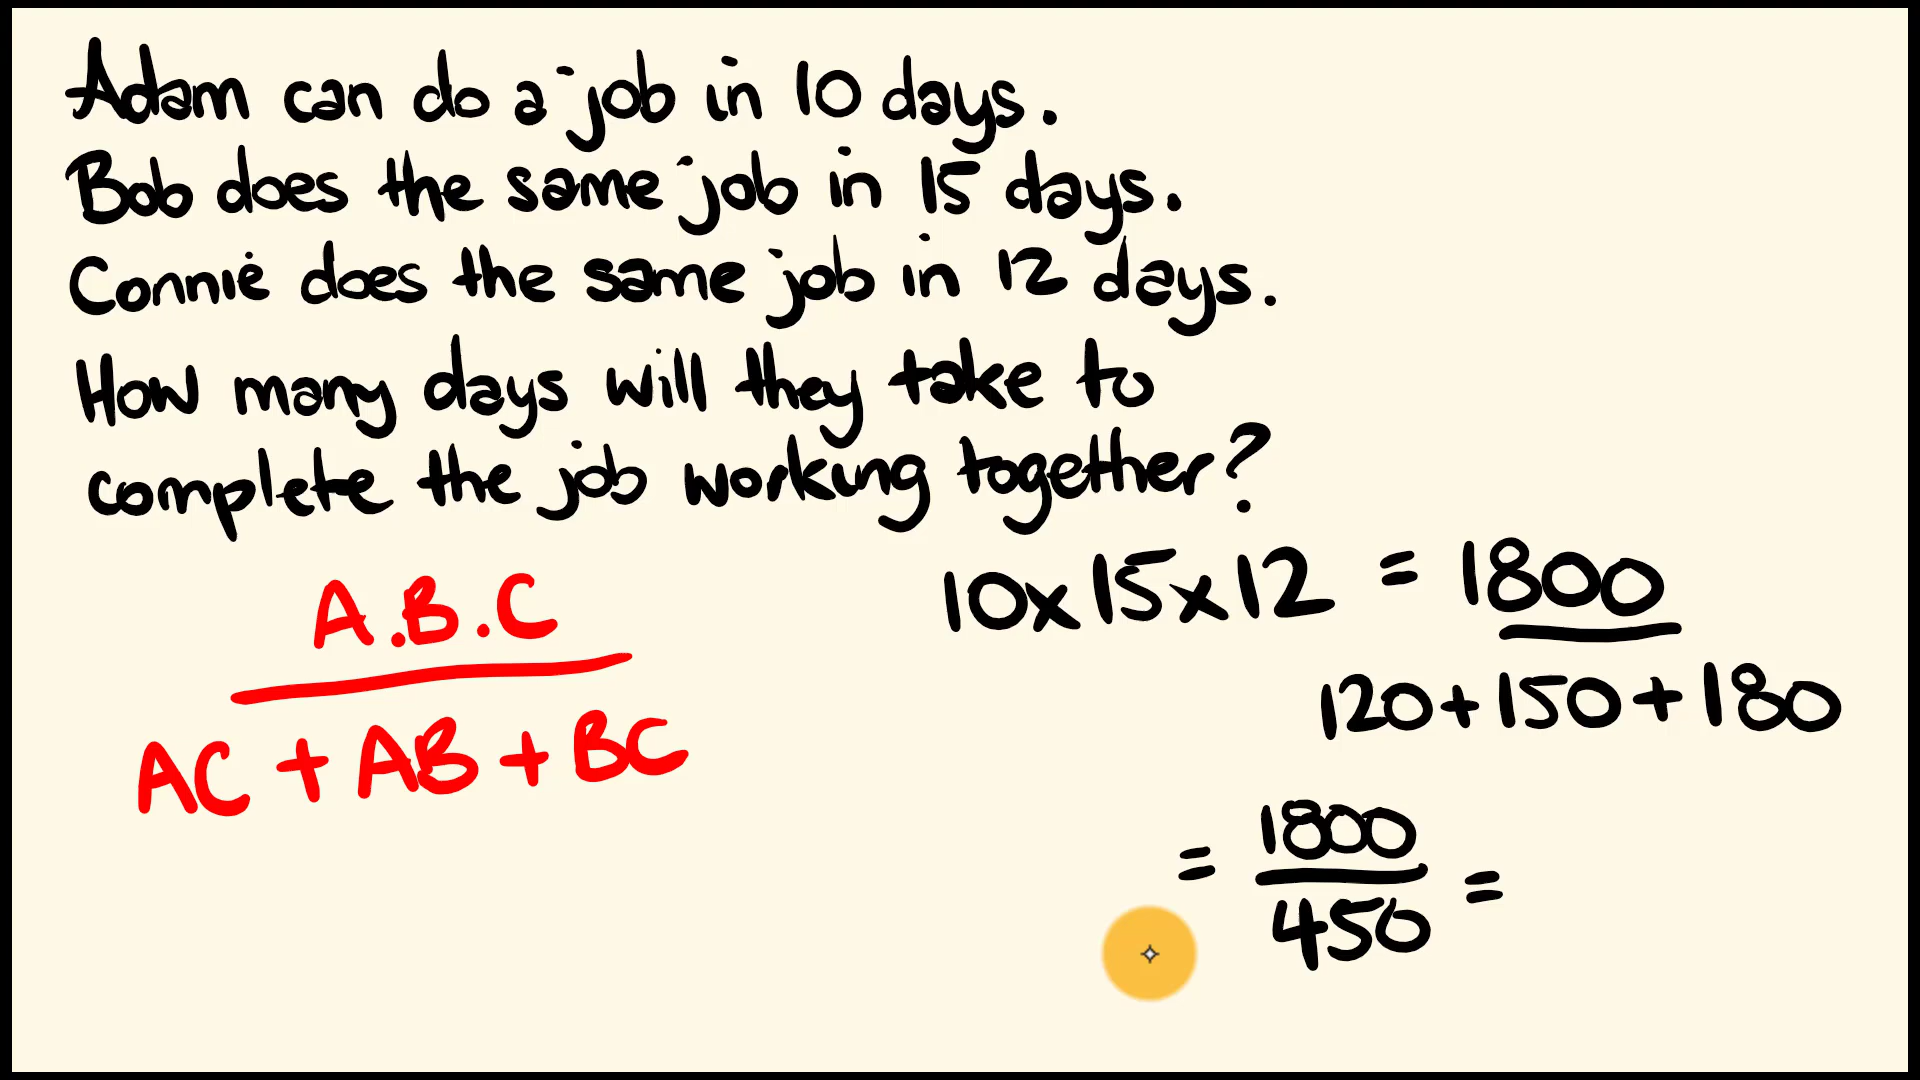 Adam can do a job in 10 days.
Bob does the same job in 15 days.
Connie does the same job in 12 days.
How many days will they take to
complete the job working together?
A.B.C
AC + AB + BC
10x15x12 = 1800
120+150+180
= 1800
450 =